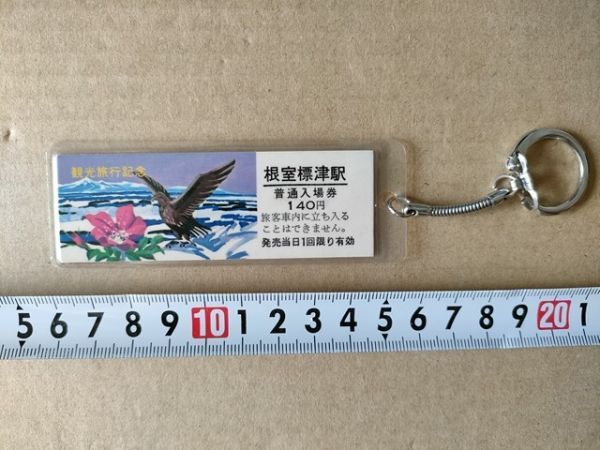 観光旅行記念
根室標津駅
普通入場券
140円
旅客車内に立ち入る
ことはできません。
発売当日1回限り有効
5 6 7 8 9 10 1 2 3 4 5 6 7 8 9 20 1